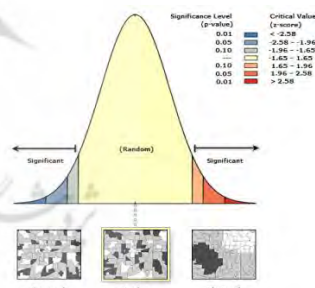 Significance Level Critical Value
(p-value) (z-score)
0.01 < -2.58
0.05 -2.58 - -1.96
0.10 -1.96 - -1.65
— -1.65 - 1.65
0.10 1.65 - 1.96
0.05 1.96 - 2.58
0.01 > 2.58
(Random)
Significant Significant